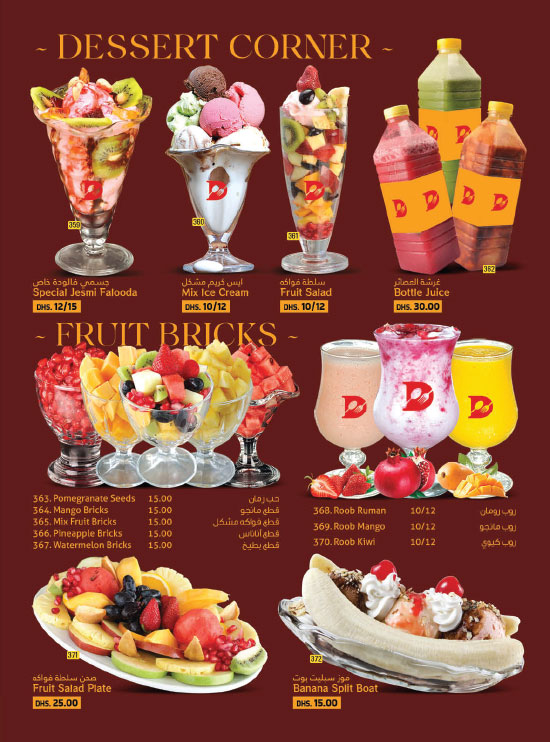 ~ DESSERT CORNER ~
359
360
361
362
جسمي فالودة خاص
Special Jesmi Falooda
DHS. 12/15
آيس كريم مشكل
Mix Ice Cream
DHS. 10/12
سلطة فواكه
Fruit Salad
DHS. 10/12
غرشة العصائر
Bottle Juice
DHS. 30.00
~ FRUIT BRICKS ~
363. Pomegranate Seeds 15.00 حب رمان
364. Mango Bricks 15.00 قطع مانجو
365. Mix Fruit Bricks 15.00 قطع فواكه مشكل
366. Pineapple Bricks 15.00 قطع أناناس
367. Watermelon Bricks 15.00 قطع بطيخ
368. Roob Ruman 10/12 روب رومان
369. Roob Mango 10/12 روب مانجو
370. Roob Kiwi 10/12 روب كيوي
371
صحن سلطة فواكه
Fruit Salad Plate
DHS. 25.00
372
موز سبليت بوت
Banana Split Boat
DHS. 15.00